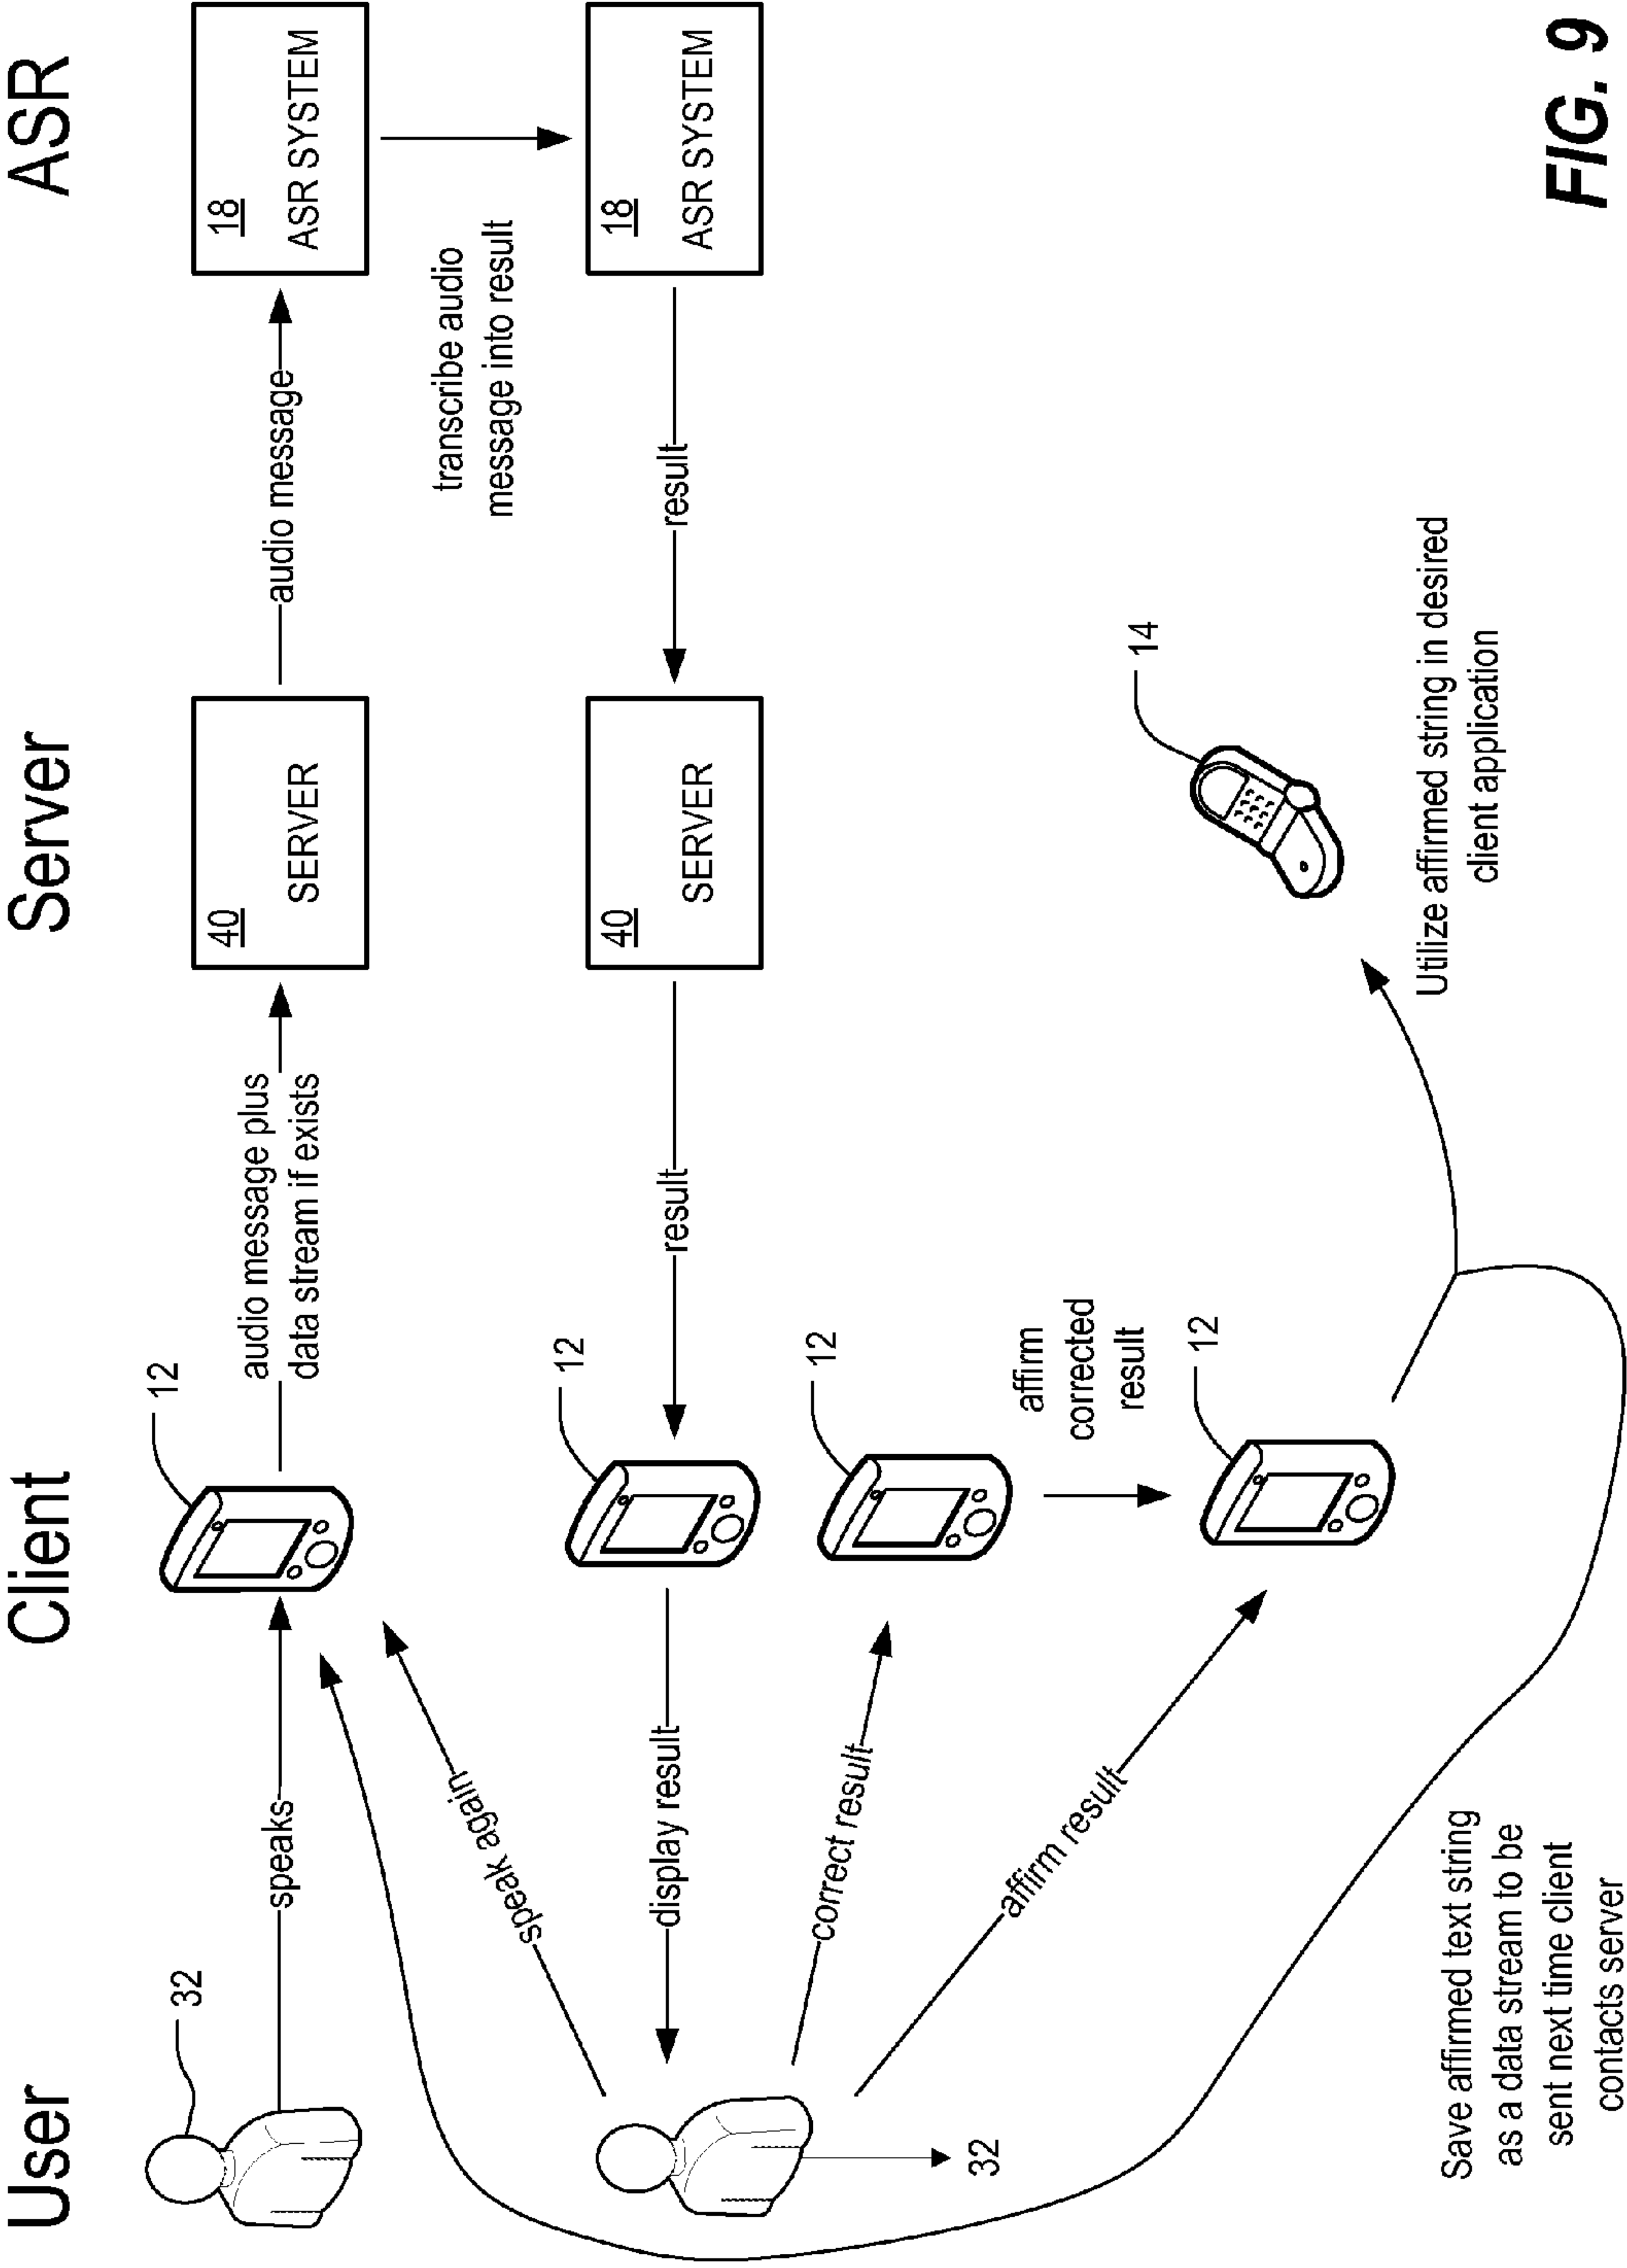 User
Client
Server
ASR
32
speaks
12
audio message plus
data stream if exists
40
SERVER
audio message
18
ASR SYSTEM
transcribe audio
message into result
speak again
display result
12
result
40
SERVER
result
18
ASR SYSTEM
correct result
12
affirm
corrected
result
affirm result
32
12
14
Utilize affirmed string in desired
client application
Save affirmed text string
as a data stream to be
sent next time client
contacts server
FIG. 9